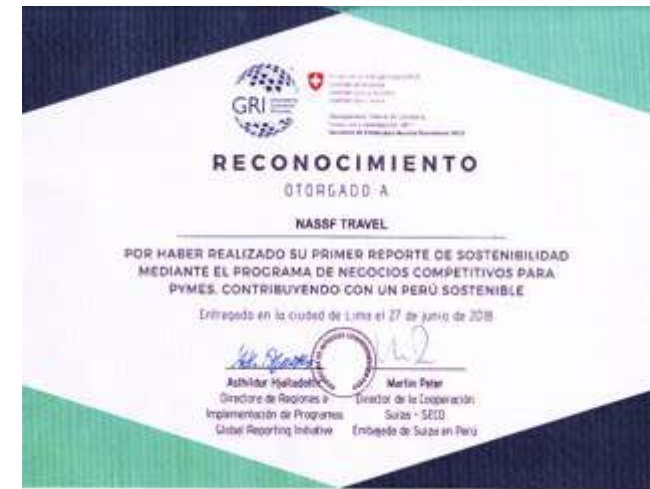 GRI
RECONOCIMIENTO
OTORGADO A
NASSF TRAVEL
POR HABER REALIZADO SU PRIMER REPORTE DE SOSTENIBILIDAD
MEDIANTE EL PROGRAMA DE NEGOCIOS COMPETITIVOS PARA
PYMES, CONTRIBUYENDO CON UN PERÚ SOSTENIBLE
Entregado en la ciudad de Lima el 27 de junio de 2018
Martin Peter
Directora de Regiones e
Director de la Cooperación
Implementación de Programas
Suiza - SECO
Global Reporting Initiative
Embajada de Suiza en Perú